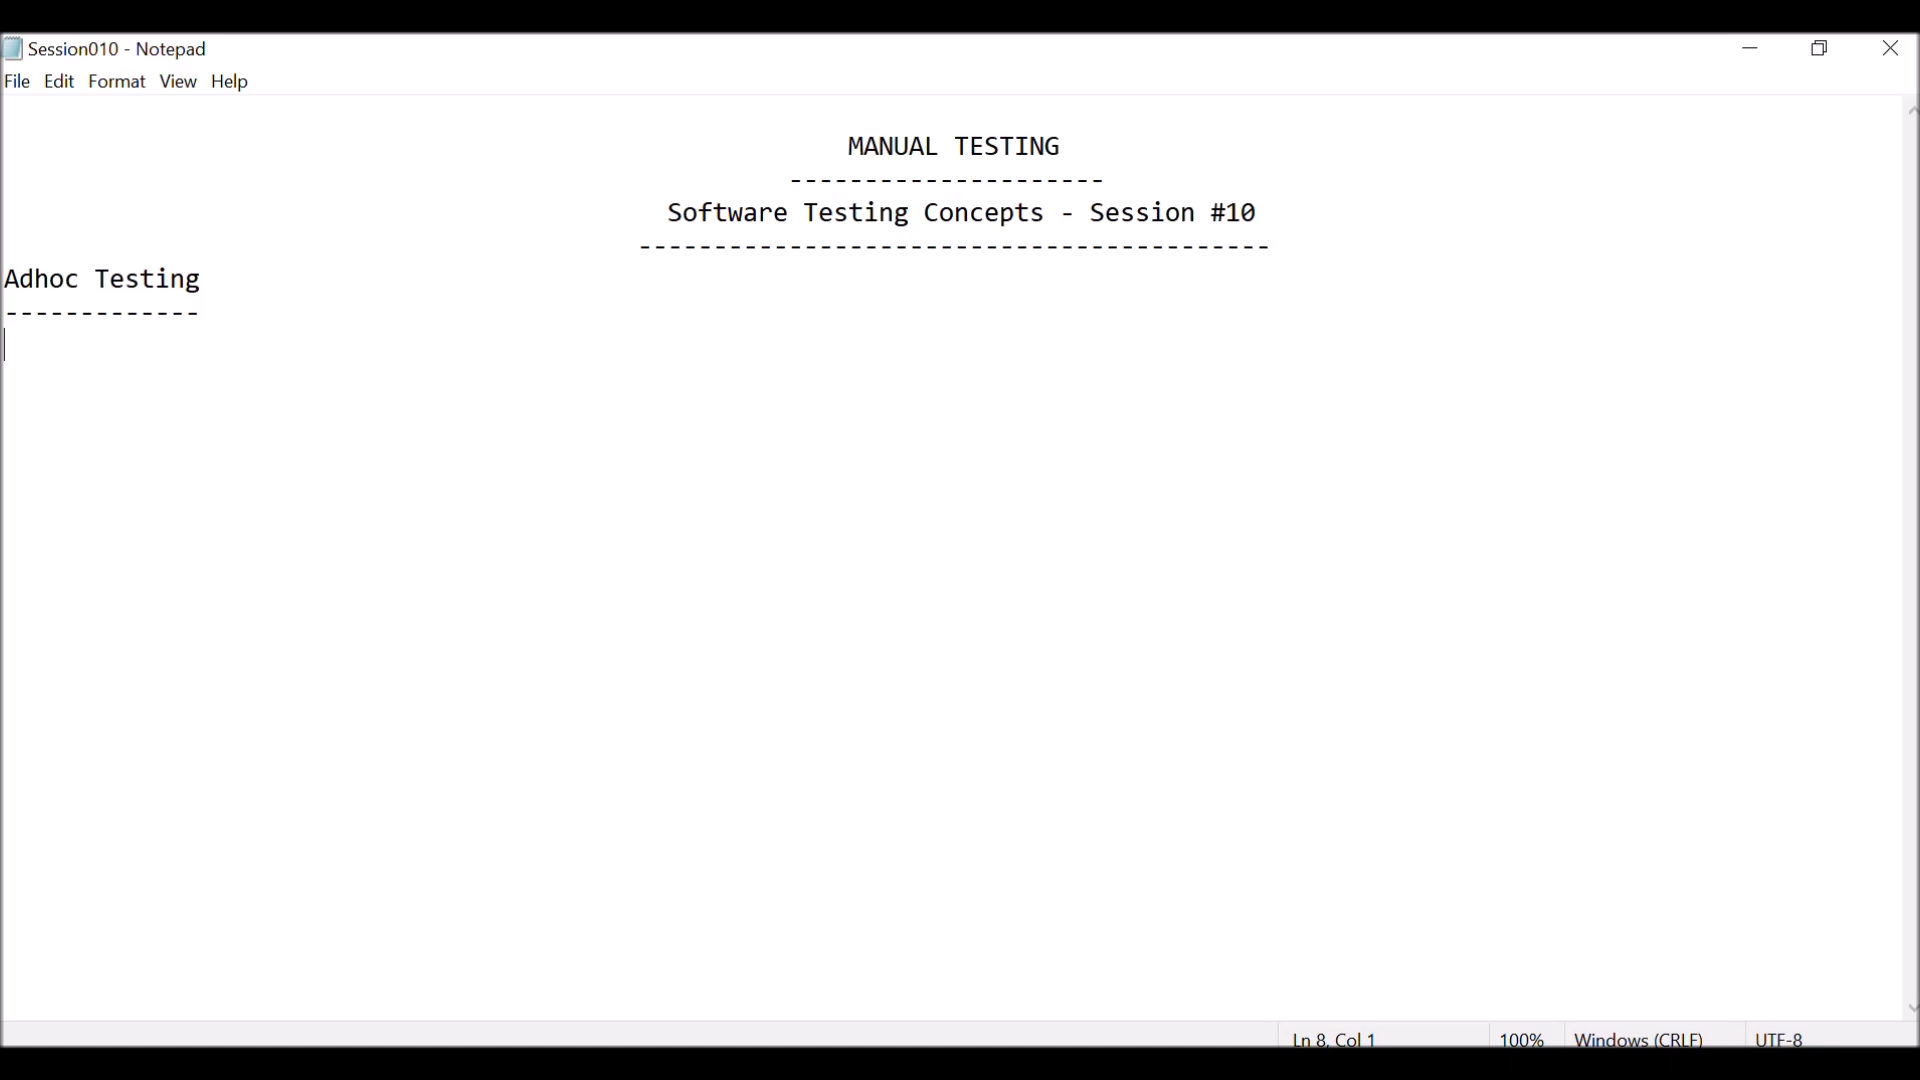 Session010 - Notepad
File Edit Format View Help
MANUAL TESTING
---------------------
Software Testing Concepts - Session #10
------------------------------------------
Adhoc Testing
-------------
Ln 8, Col 1 100% Windows (CRLF) UTF-8